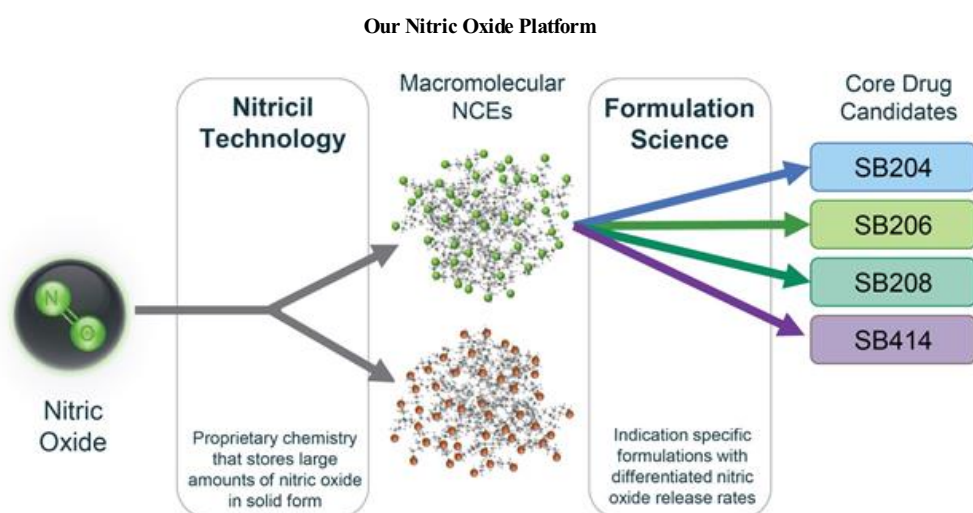 Our Nitric Oxide Platform
Nitricil
Technology
Macromolecular
NCEs
Formulation
Science
Core Drug
Candidates
SB204
SB206
SB208
SB414
N
O
Nitric
Oxide
Proprietary chemistry
that stores large
amounts of nitric oxide
in solid form
Indication specific
formulations with
differentiated nitric
oxide release rates